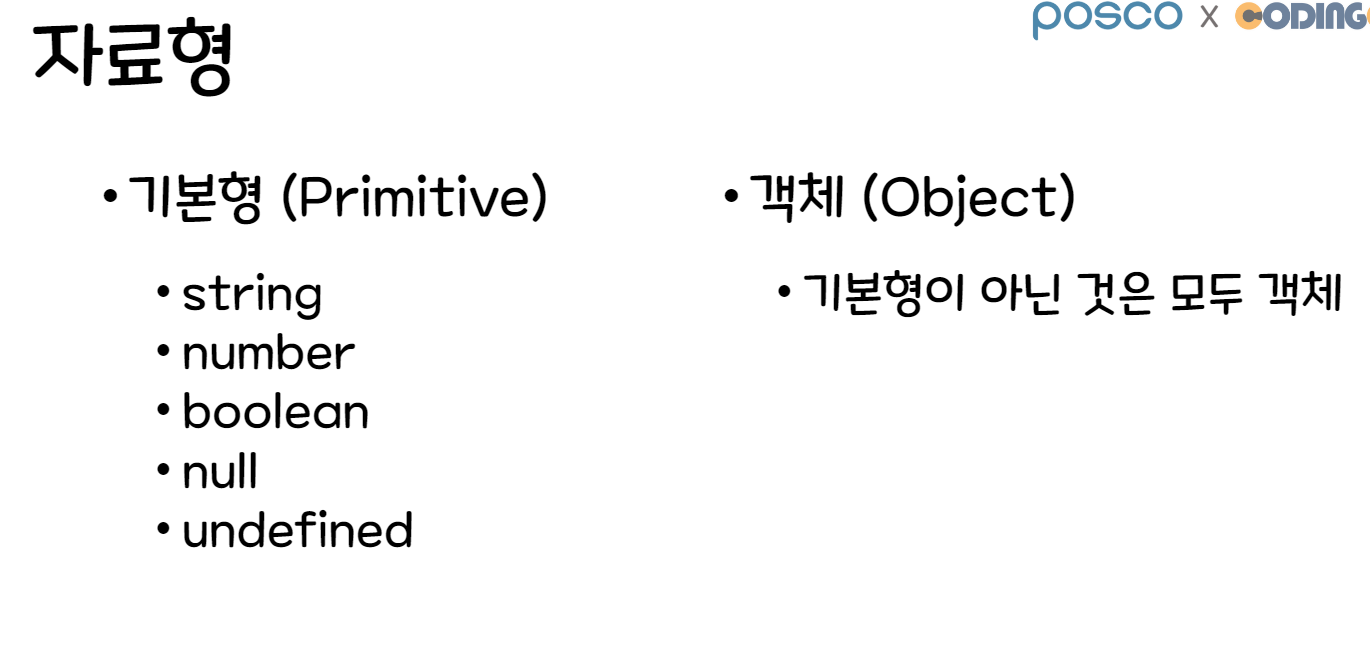 자료형
posco x CODING
• 기본형 (Primitive)
• string
• number
• boolean
• null
• undefined
• 객체 (Object)
• 기본형이 아닌 것은 모두 객체